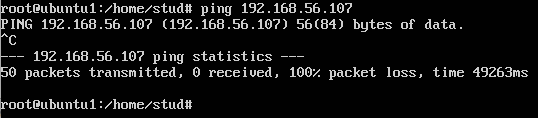 root@ubuntu1:/home/stud# ping 192.168.56.107
PING 192.168.56.107 (192.168.56.107) 56(84) bytes of data.
^C
--- 192.168.56.107 ping statistics ---
50 packets transmitted, 0 received, 100% packet loss, time 49263ms
root@ubuntu1:/home/stud#